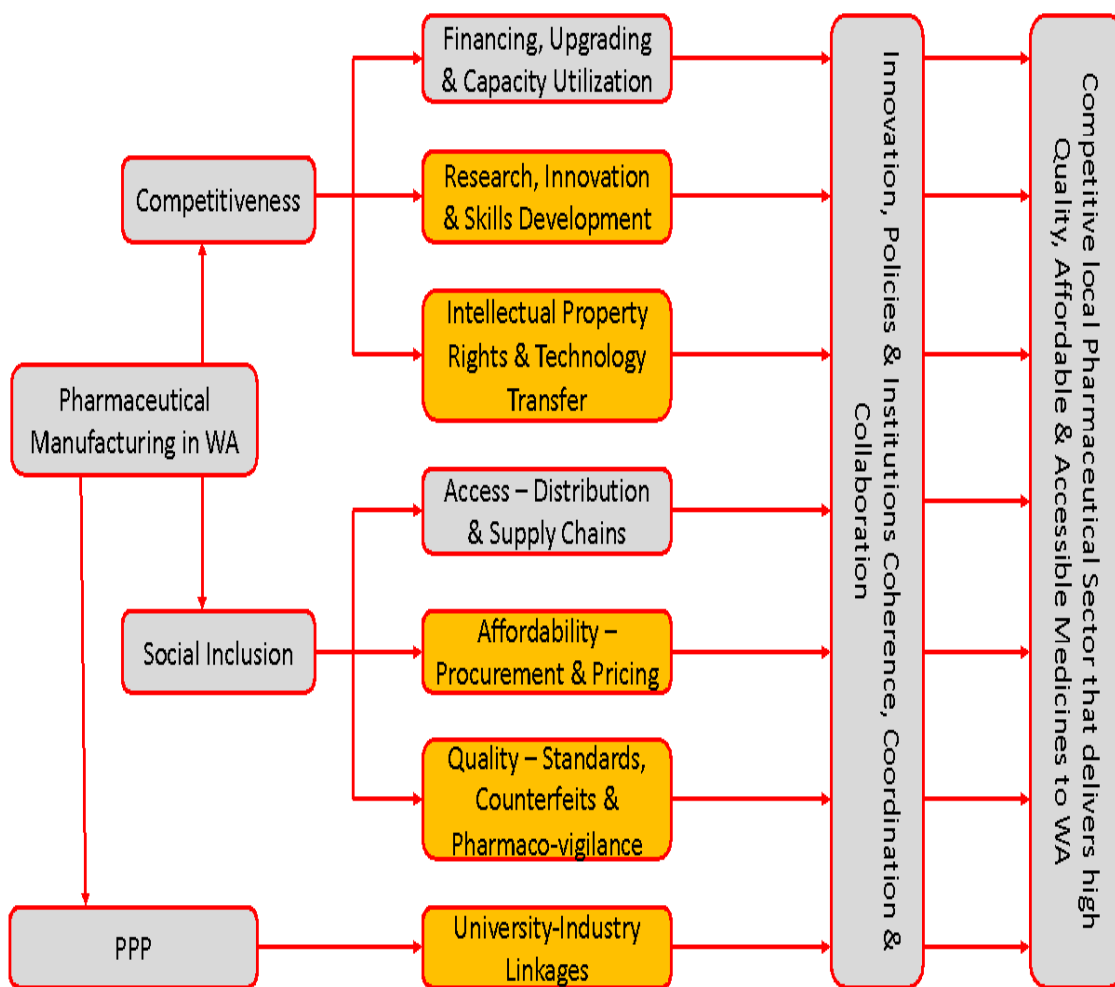 Financing, Upgrading
& Capacity Utilization
Research, Innovation
& Skills Development
Competitiveness
Intellectual Property
Rights & Technology
Transfer
Pharmaceutical
Manufacturing in WA
Access – Distribution
& Supply Chains
Social Inclusion
Affordability –
Procurement & Pricing
Quality – Standards,
Counterfeits &
Pharmaco-vigilance
PPP
University-Industry
Linkages
Innovation, Policies & Institutions Coherence, Coordination &
Collaboration
Competitive local Pharmaceutical Sector that delivers high
Quality, Affordable & Accessible Medicines to WA